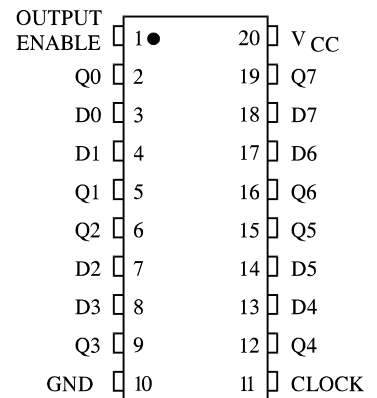 OUTPUT
ENABLE 1 20 VCC
Q0 2 19 Q7
D0 3 18 D7
D1 4 17 D6
Q1 5 16 Q6
Q2 6 15 Q5
D2 7 14 D5
D3 8 13 D4
Q3 9 12 Q4
GND 10 11 CLOCK